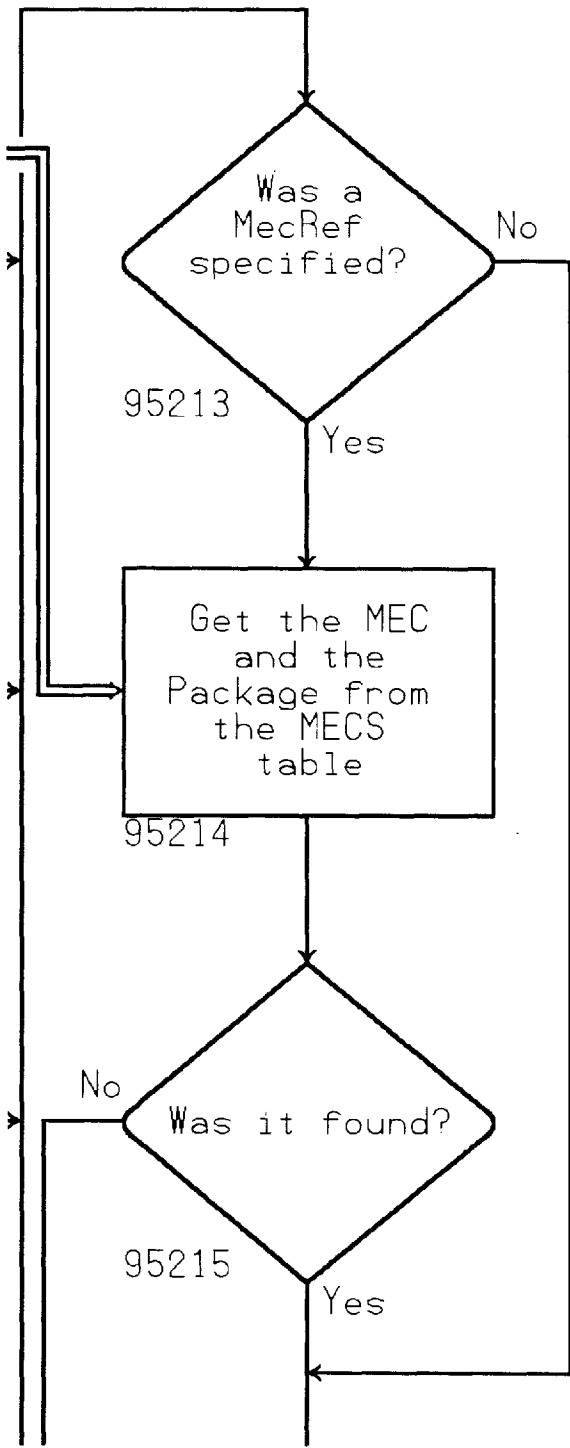 Was a
MecRef
specified?
No
95213
Yes
Get the MEC
and the
Package from
the MECS
table
95214
No
Was it found?
95215
Yes